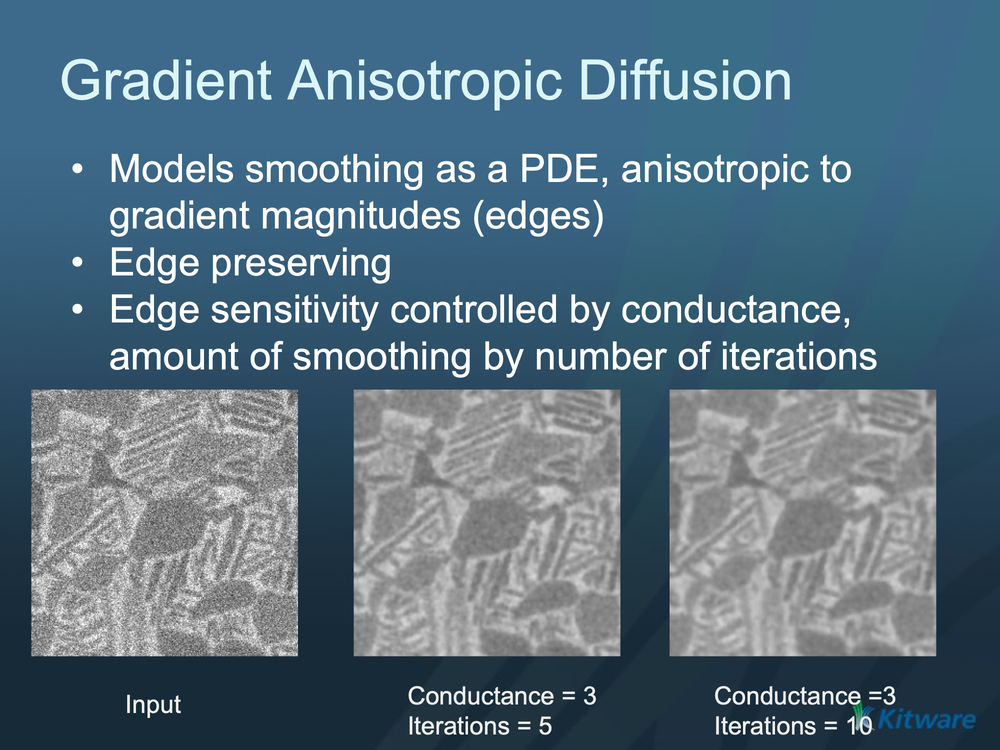 Gradient Anisotropic Diffusion
• Models smoothing as a PDE, anisotropic to
gradient magnitudes (edges)
• Edge preserving
• Edge sensitivity controlled by conductance,
amount of smoothing by number of iterations
Input
Conductance = 3
Iterations = 5
Conductance =3
Iterations = 10
Kitware